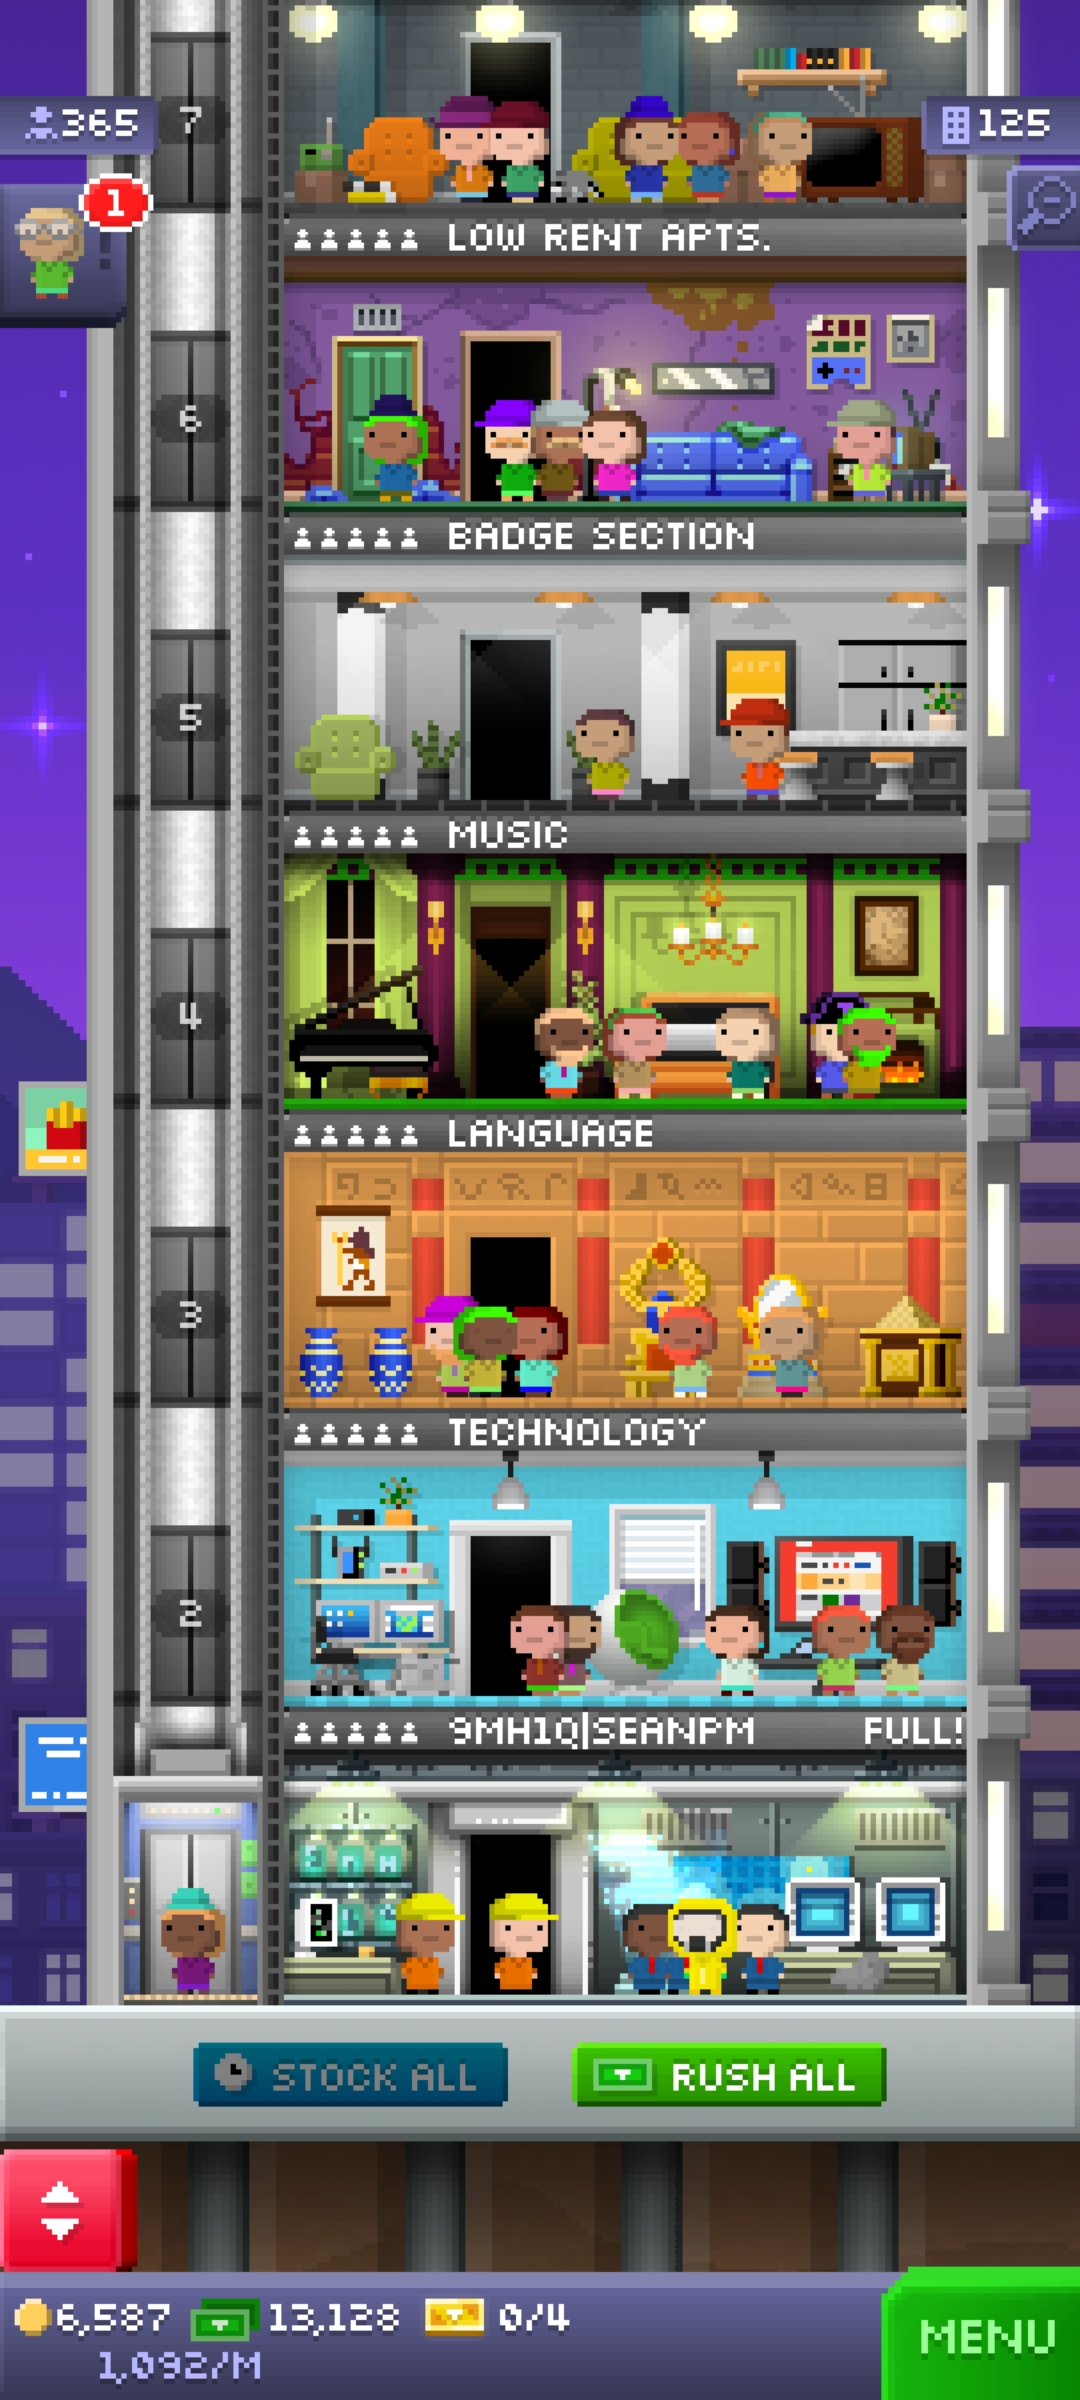 7
365
125
1
LOW RENT APTS.
6
BADGE SECTION
5
MUSIC
4
LANGUAGE
3
TECHNOLOGY
2
9MH1Q|SEANPM FULL!
STOCK ALL
RUSH ALL
6,587 13,128 0/4
1,092/M
MENU